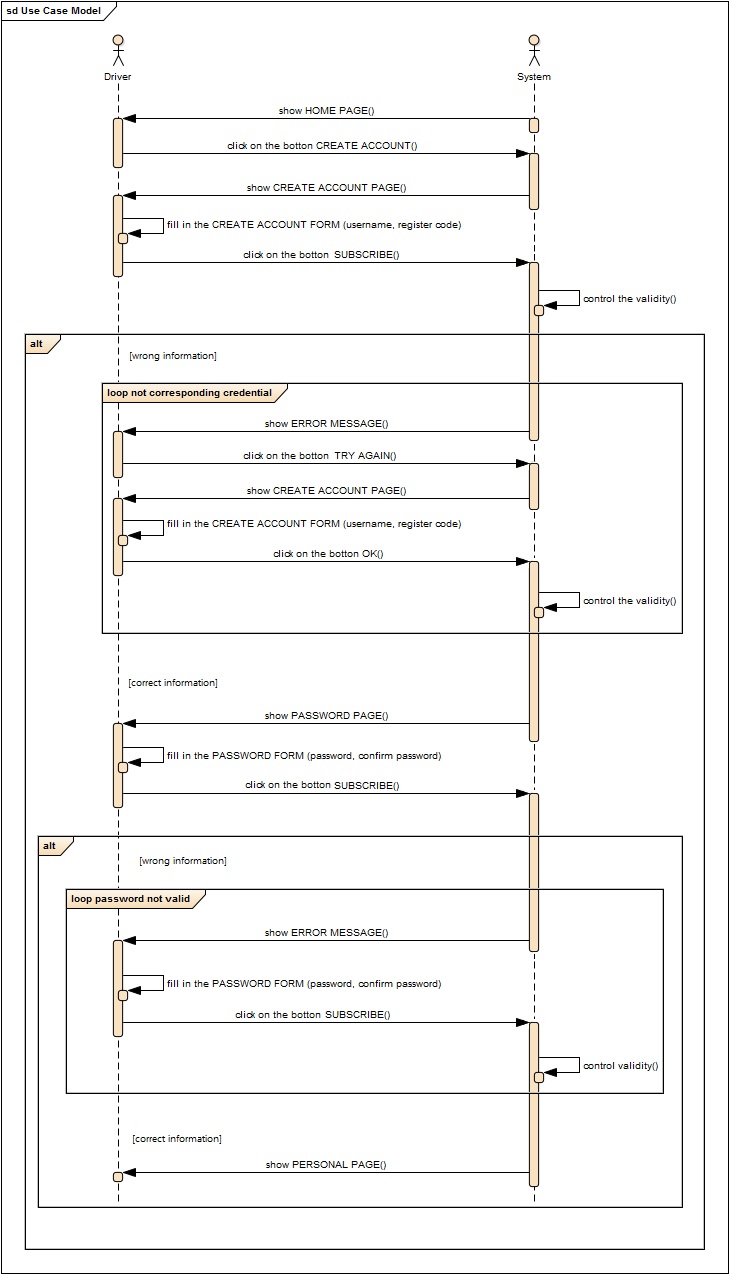 sd Use Case Model
Driver
System
show HOME PAGE()
click on the botton CREATE ACCOUNT()
show CREATE ACCOUNT PAGE()
fill in the CREATE ACCOUNT FORM (username, register code)
click on the botton SUBSCRIBE()
control the validity()
alt
[wrong information]
loop not corresponding credential
show ERROR MESSAGE()
click on the botton TRY AGAIN()
show CREATE ACCOUNT PAGE()
fill in the CREATE ACCOUNT FORM (username, register code)
click on the botton OK()
control the validity()
[correct information]
show PASSWORD PAGE()
fill in the PASSWORD FORM (password, confirm password)
click on the botton SUBSCRIBE()
alt
[wrong information]
loop password not valid
show ERROR MESSAGE()
fill in the PASSWORD FORM (password, confirm password)
click on the botton SUBSCRIBE()
control validity()
[correct information]
show PERSONAL PAGE()